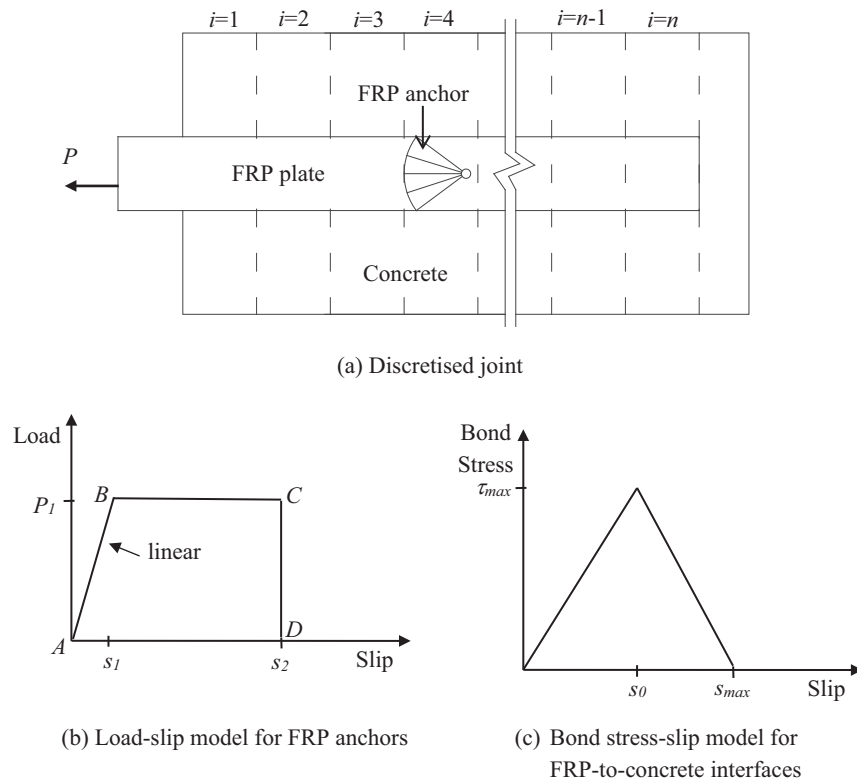 i=1 i=2 i=3 i=4 i=n-1 i=n
FRP anchor
P
FRP plate
Concrete
(a) Discretised joint
Load
P1
B
C
linear
A
D
s1
s2
Slip
(b) Load-slip model for FRP anchors
Bond
Stress
τmax
s0
smax
Slip
(c) Bond stress-slip model for
FRP-to-concrete interfaces